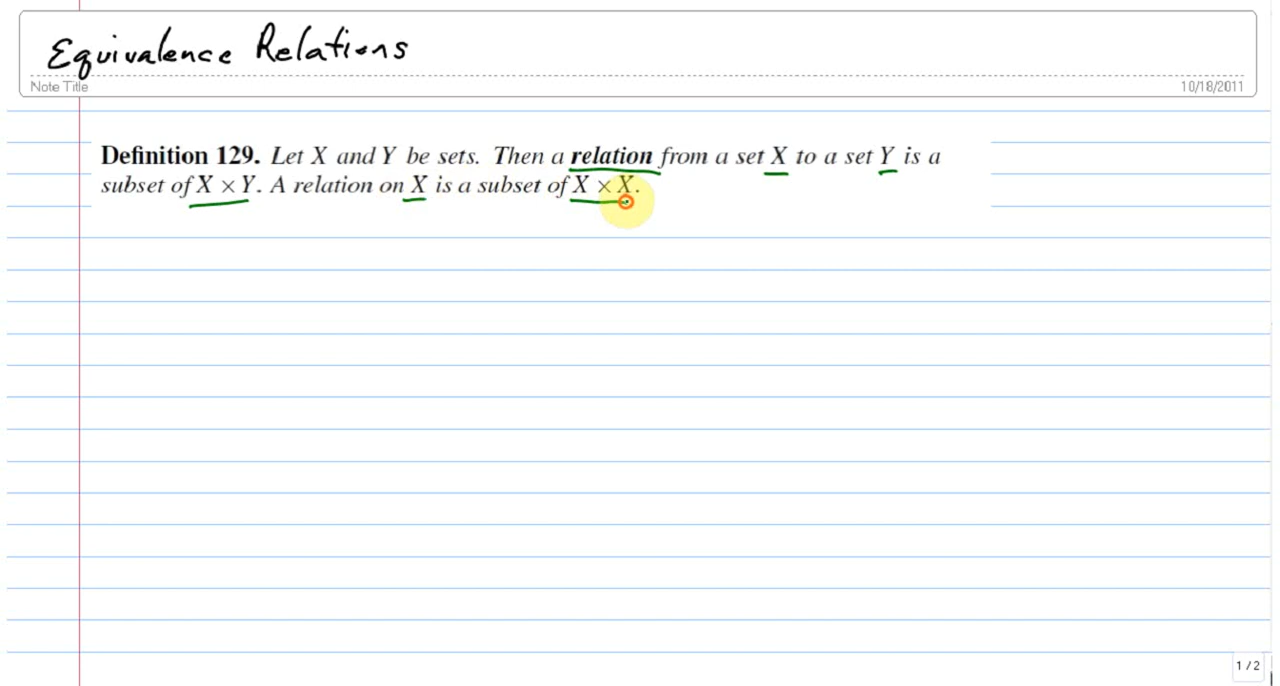 Equivalence Relations
Note Title
10/18/2011
Definition 129. Let X and Y be sets. Then a relation from a set X to a set Y is a
subset of X × Y. A relation on X is a subset of X × X.
1 / 2